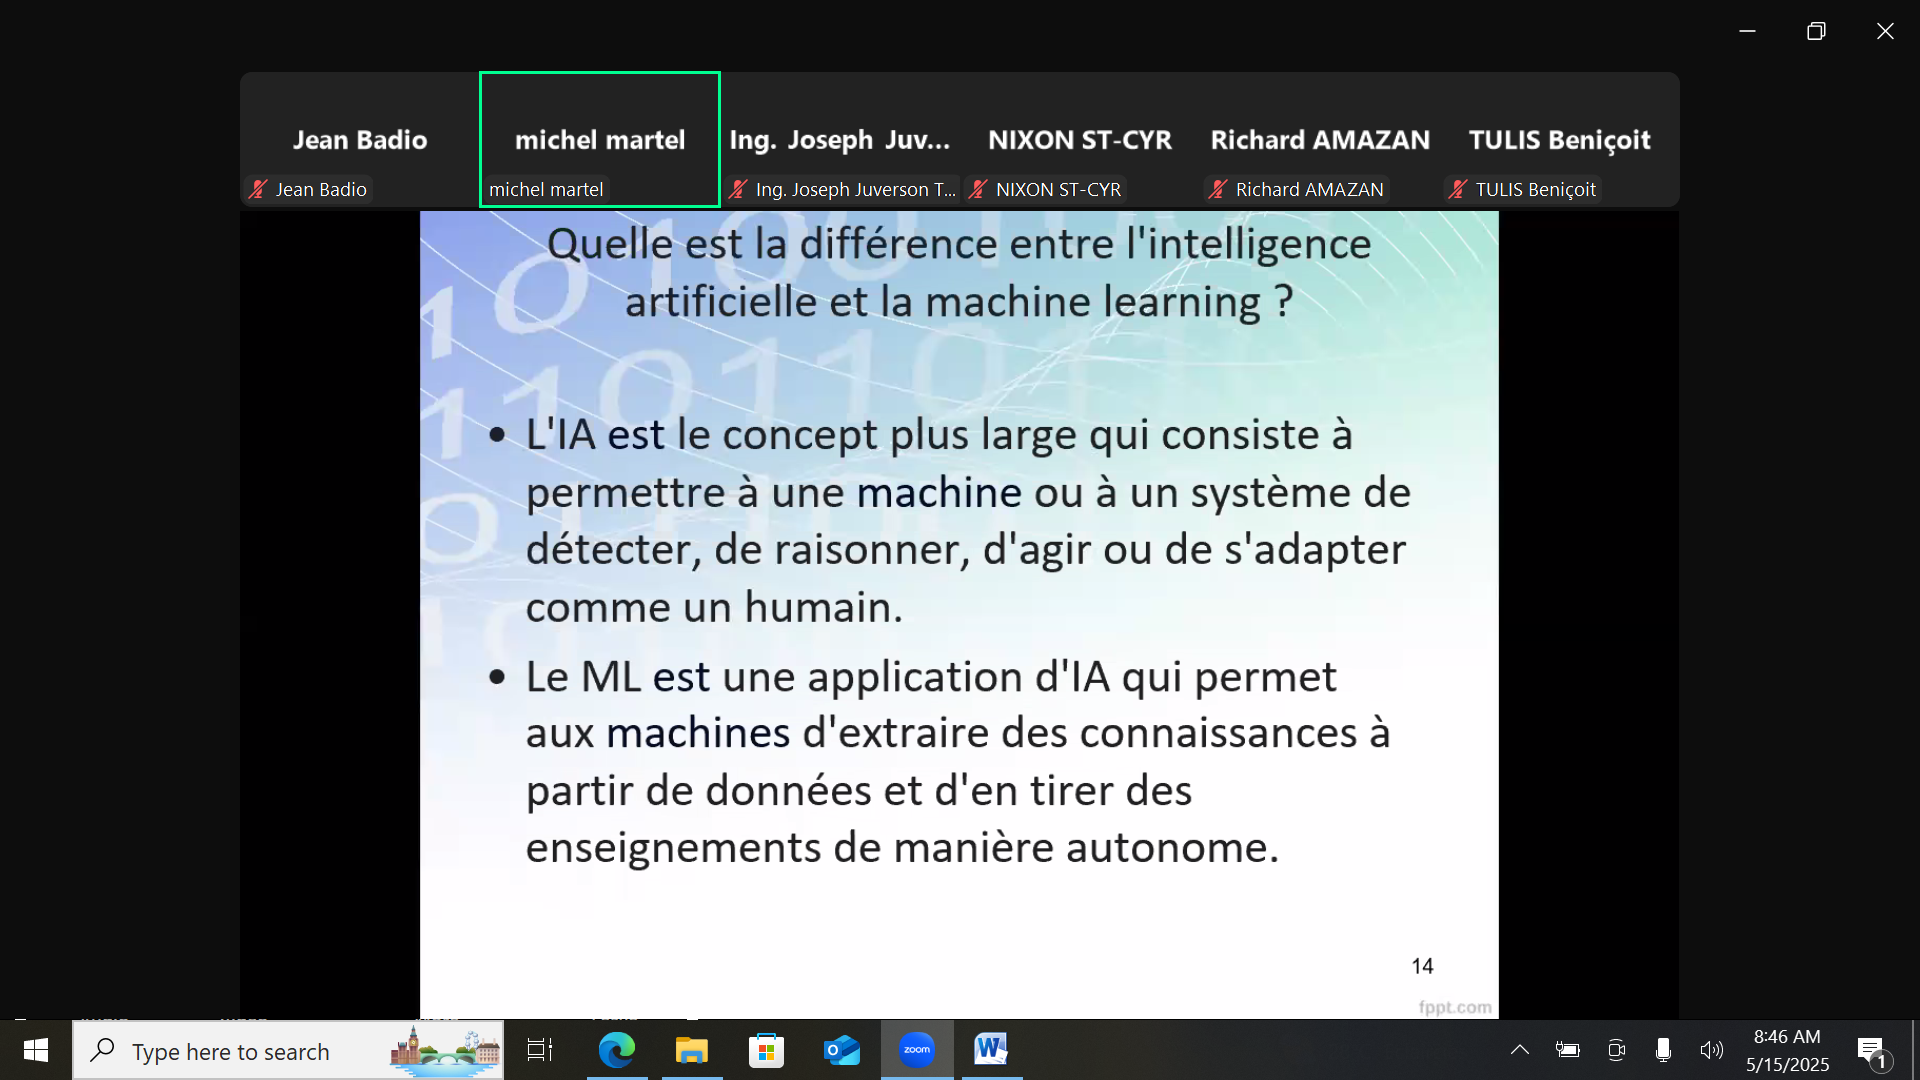 Jean Badio
michel martel
Ing. Joseph Juv...
NIXON ST-CYR
Richard AMAZAN
TULIS Beniçoit
Jean Badio
michel martel
Ing. Joseph Juverson T...
NIXON ST-CYR
Richard AMAZAN
TULIS Beniçoit
Quelle est la différence entre l'intelligence
artificielle et la machine learning ?
• L'IA est le concept plus large qui consiste à
permettre à une machine ou à un système de
détecter, de raisonner, d'agir ou de s'adapter
comme un humain.
• Le ML est une application d'IA qui permet
aux machines d'extraire des connaissances à
partir de données et d'en tirer des
enseignements de manière autonome.
14
fppt.com
Type here to search
zoom
8:46 AM
5/15/2025
1